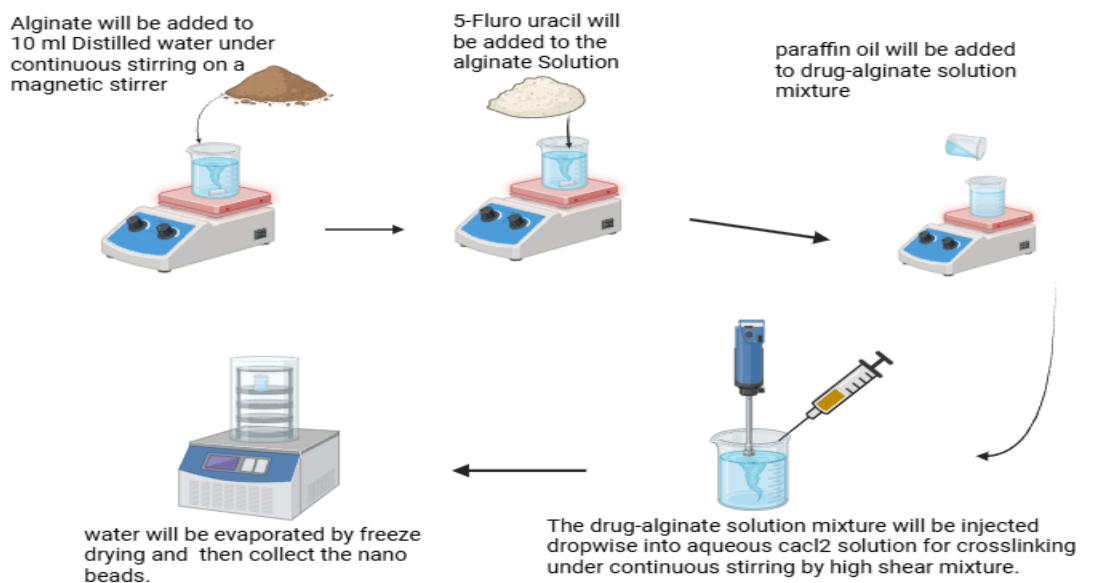 Alginate will be added to
10 ml Distilled water under
continuous stirring on a
magnetic stirrer
5-Fluro uracil will
be added to the
alginate Solution
paraffin oil will be added
to drug-alginate solution
mixture
The drug-alginate solution mixture will be injected
dropwise into aqueous cacl2 solution for crosslinking
under continuous stirring by high shear mixture.
water will be evaporated by freeze
drying and then collect the nano
beads.